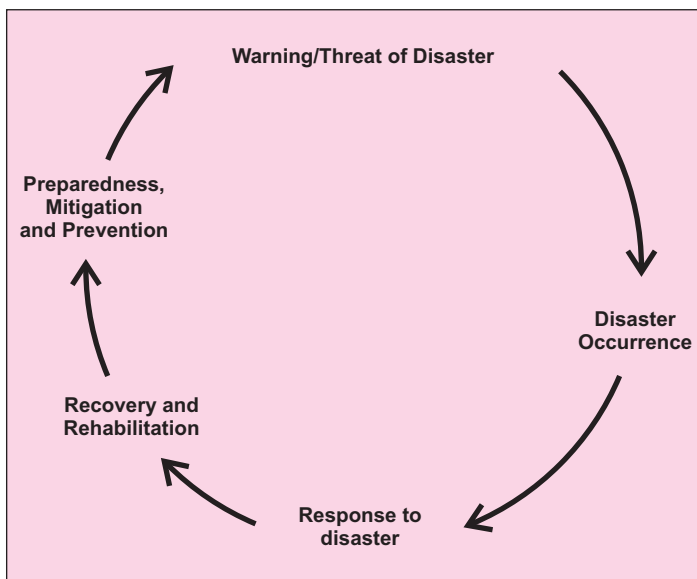 Warning/Threat of Disaster
Disaster
Occurrence
Response to
disaster
Recovery and
Rehabilitation
Preparedness,
Mitigation
and Prevention